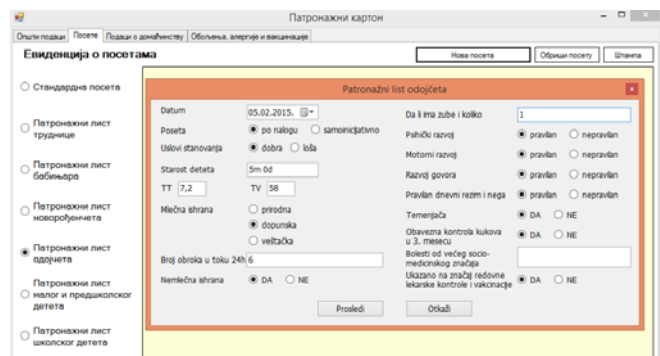 Патронажни картон
Општи подаци Посете Подаци о домаћинству Обољења, алергије и вакцинације
Евиденција о посетама
Нова посета Обриши посету Штампа
Стандардна посета
Патронажни лист
труднице
Патронажни лист
бабињара
Патронажни лист
новорођенчета
Патронажни лист
одојчета
Патронажни лист
малог и предшколског
детета
Патронажни лист
школског детета
Patronažni list odojčeta
Datum 05.02.2015.
Poseta po nalogu samoinicijativno
Uslovi stanovanja dobra loša
Starost deteta 5m 0d
TT 7,2 TV 58
Mlečna ishrana prirodna
dopunska
veštačka
Broj obroka u toku 24h 6
Nemlečna ishrana DA NE
Da li ima zube i koliko 1
Psihički razvoj pravilan nepravilan
Motorni razvoj pravilan nepravilan
Razvoj govora pravilan nepravilan
Pravilan dnevni rezim i nega pravilan nepravilan
Temenjača DA NE
Obavezna kontrola kukova
u 3. mesecu DA NE
Bolesti od većeg socio-
medicinskog značaja
Ukazano na značaj redovne
lekarske kontrole i vakcinacije DA NE
Prosledi Otkaži